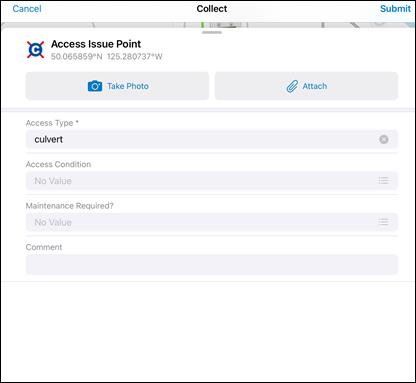 Cancel Collect Submit
Access Issue Point
50.065859°N 125.280737°W
Take Photo Attach
Access Type *
culvert
Access Condition
No Value
Maintenance Required?
No Value
Comment